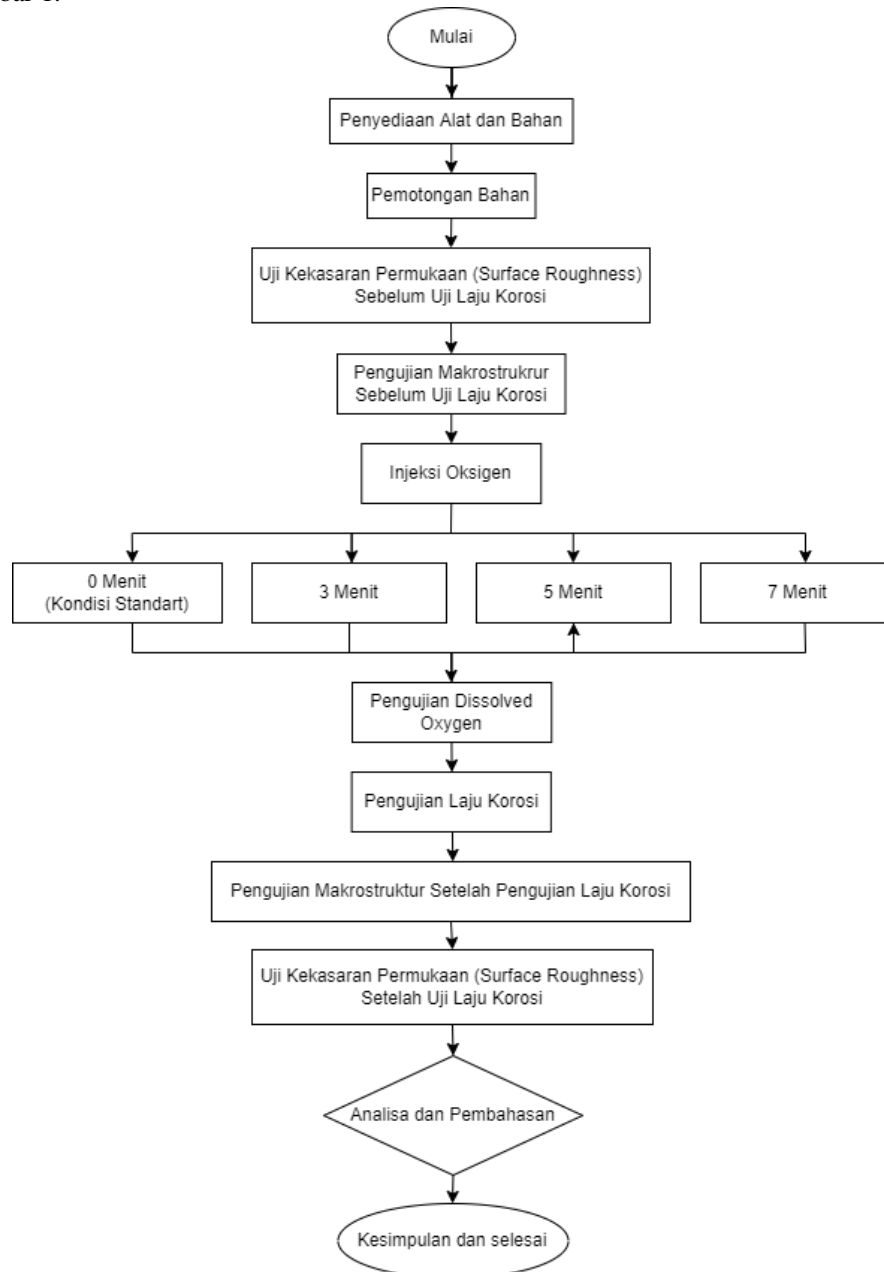 Mulai
Penyediaan Alat dan Bahan
Pemotongan Bahan
Uji Kekasaran Permukaan (Surface Roughness)
Sebelum Uji Laju Korosi
Pengujian Makrostrukrur
Sebelum Uji Laju Korosi
Injeksi Oksigen
0 Menit
(Kondisi Standart)
3 Menit
5 Menit
7 Menit
Pengujian Dissolved
Oxygen
Pengujian Laju Korosi
Pengujian Makrostruktur Setelah Pengujian Laju Korosi
Uji Kekasaran Permukaan (Surface Roughness)
Setelah Uji Laju Korosi
Analisa dan Pembahasan
Kesimpulan dan selesai